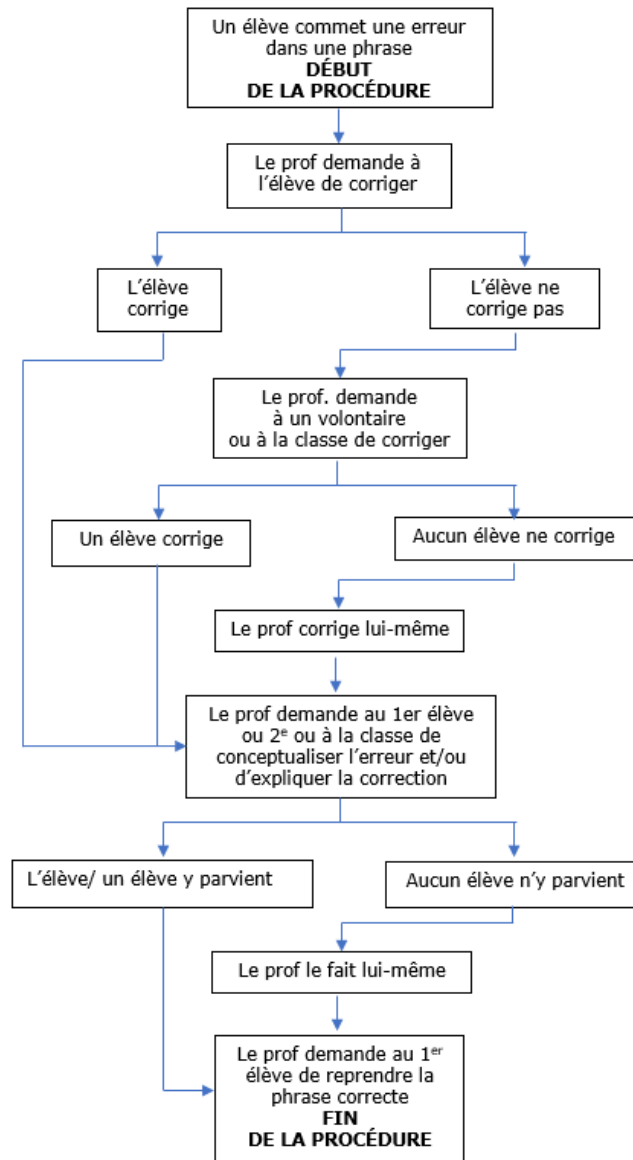 Un élève commet une erreur
dans une phrase
DÉBUT
DE LA PROCÉDURE
Le prof demande à
l'élève de corriger
L'élève
corrige
L'élève ne
corrige pas
Le prof. demande
à un volontaire
ou à la classe de corriger
Un élève corrige
Aucun élève ne corrige
Le prof corrige lui-même
Le prof demande au 1er élève
ou 2e ou à la classe de
conceptualiser l'erreur et/ou
d'expliquer la correction
L'élève/ un élève y parvient
Aucun élève n'y parvient
Le prof le fait lui-même
Le prof demande au 1er
élève de reprendre la
phrase correcte
FIN
DE LA PROCÉDURE